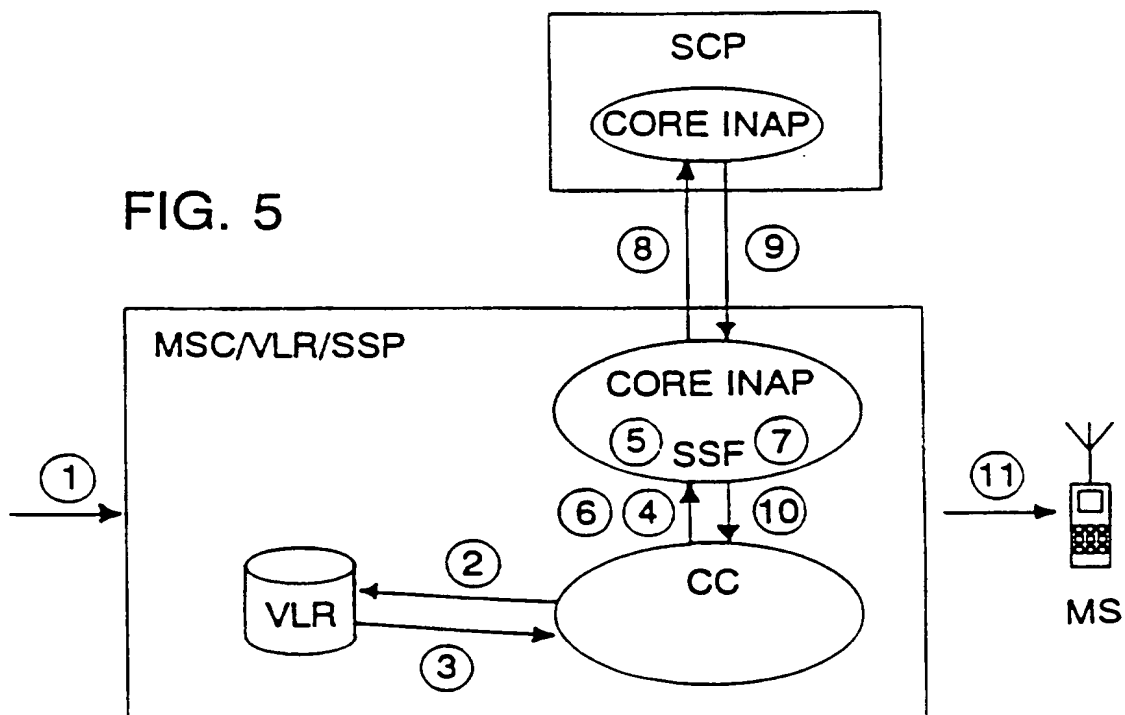 SCP
CORE INAP
FIG. 5
8 9
MSC/VLR/SSP
CORE INAP
5 SSF 7
1
11
6 4 10
2
CC
VLR
MS
3